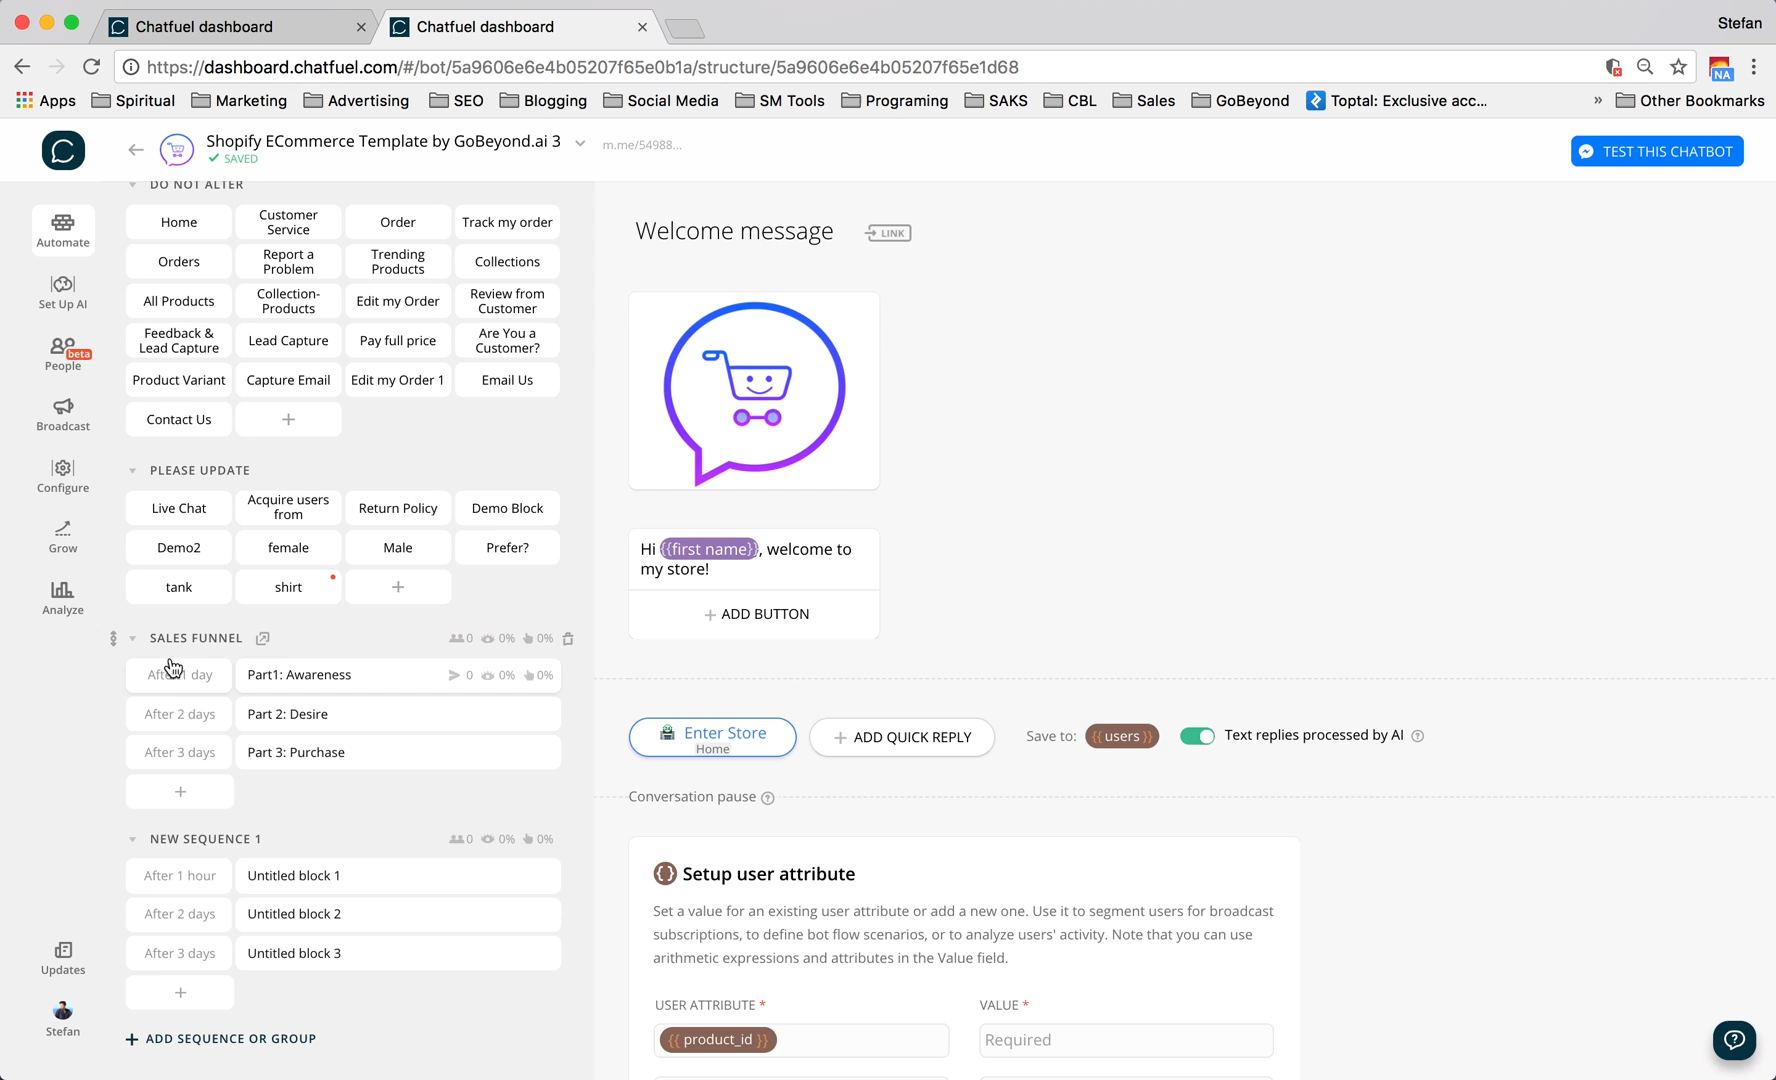 Chatfuel dashboard
Chatfuel dashboard
Stefan
https://dashboard.chatfuel.com/#/bot/5a9606e6e4b05207f65e0b1a/structure/5a9606e6e4b05207f65e1d68
NA
Apps Spiritual Marketing Advertising SEO Blogging Social Media SM Tools Programing SAKS CBL Sales GoBeyond Toptal: Exclusive acc... » Other Bookmarks
Shopify ECommerce Template by GoBeyond.ai 3
m.me/54988...
SAVED
TEST THIS CHATBOT
Automate
Set Up AI
beta
People
Broadcast
Configure
Grow
Analyze
Updates
Stefan
DO NOT ALTER
Home
Customer
Service
Order
Track my order
Orders
Report a
Problem
Trending
Products
Collections
All Products
Collection-
Products
Edit my Order
Review from
Customer
Feedback &
Lead Capture
Lead Capture
Pay full price
Are You a
Customer?
Product Variant
Capture Email
Edit my Order 1
Email Us
Contact Us
+
PLEASE UPDATE
Live Chat
Acquire users
from
Return Policy
Demo Block
Demo2
female
Male
Prefer?
tank
shirt
+
SALES FUNNEL 0 0% 0%
After 1 day Part1: Awareness 0 0% 0%
After 2 days Part 2: Desire
After 3 days Part 3: Purchase
+
NEW SEQUENCE 1 0 0% 0%
After 1 hour Untitled block 1
After 2 days Untitled block 2
After 3 days Untitled block 3
+
+ ADD SEQUENCE OR GROUP
Welcome message
LINK
Hi {{first name}}, welcome to
my store!
+ ADD BUTTON
Enter Store
Home
+ ADD QUICK REPLY
Save to: {{ users }}
Text replies processed by AI ?
Conversation pause ?
{} Setup user attribute
Set a value for an existing user attribute or add a new one. Use it to segment users for broadcast
subscriptions, to define bot flow scenarios, or to analyze users' activity. Note that you can use
arithmetic expressions and attributes in the Value field.
USER ATTRIBUTE *
VALUE *
{{ product_id }}
Required